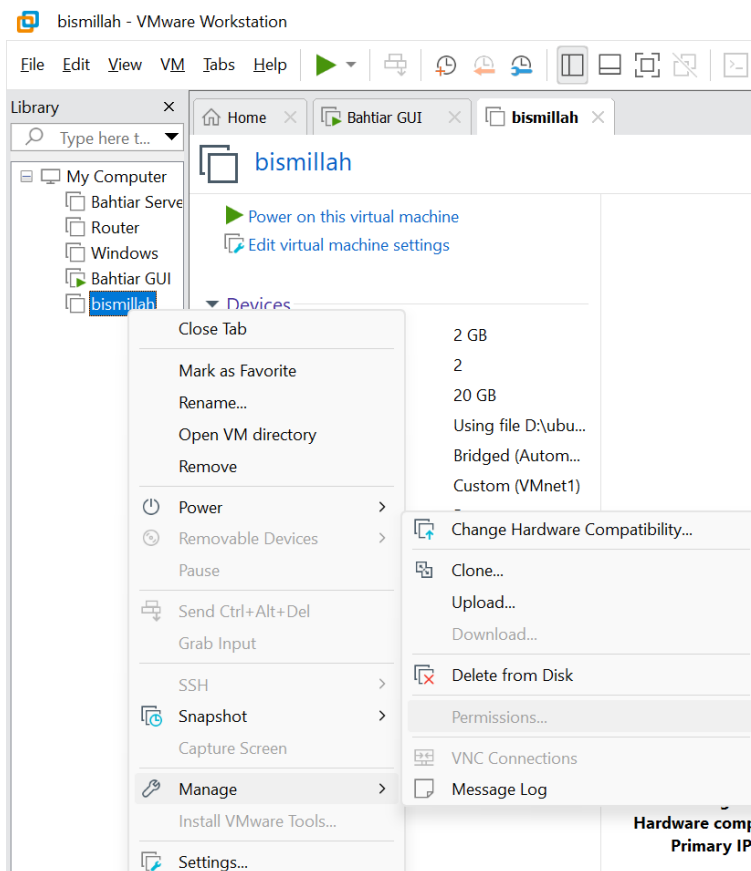 bismillah - VMware Workstation
File Edit View VM Tabs Help
Library
Home Bahtiar GUI bismillah
Type here t...
bismillah
My Computer
Bahtiar Serve
Router
Windows
Bahtiar GUI
bismillah
Power on this virtual machine
Edit virtual machine settings
Devices
2 GB
2
20 GB
Using file D:\ubu...
Bridged (Autom...
Custom (VMnet1)
Close Tab
Mark as Favorite
Rename...
Open VM directory
Remove
Power
Removable Devices
Pause
Send Ctrl+Alt+Del
Grab Input
SSH
Snapshot
Capture Screen
Manage
Install VMware Tools...
Settings...
Change Hardware Compatibility...
Clone...
Upload...
Download...
Delete from Disk
Permissions...
VNC Connections
Message Log
Hardware comp
Primary IP